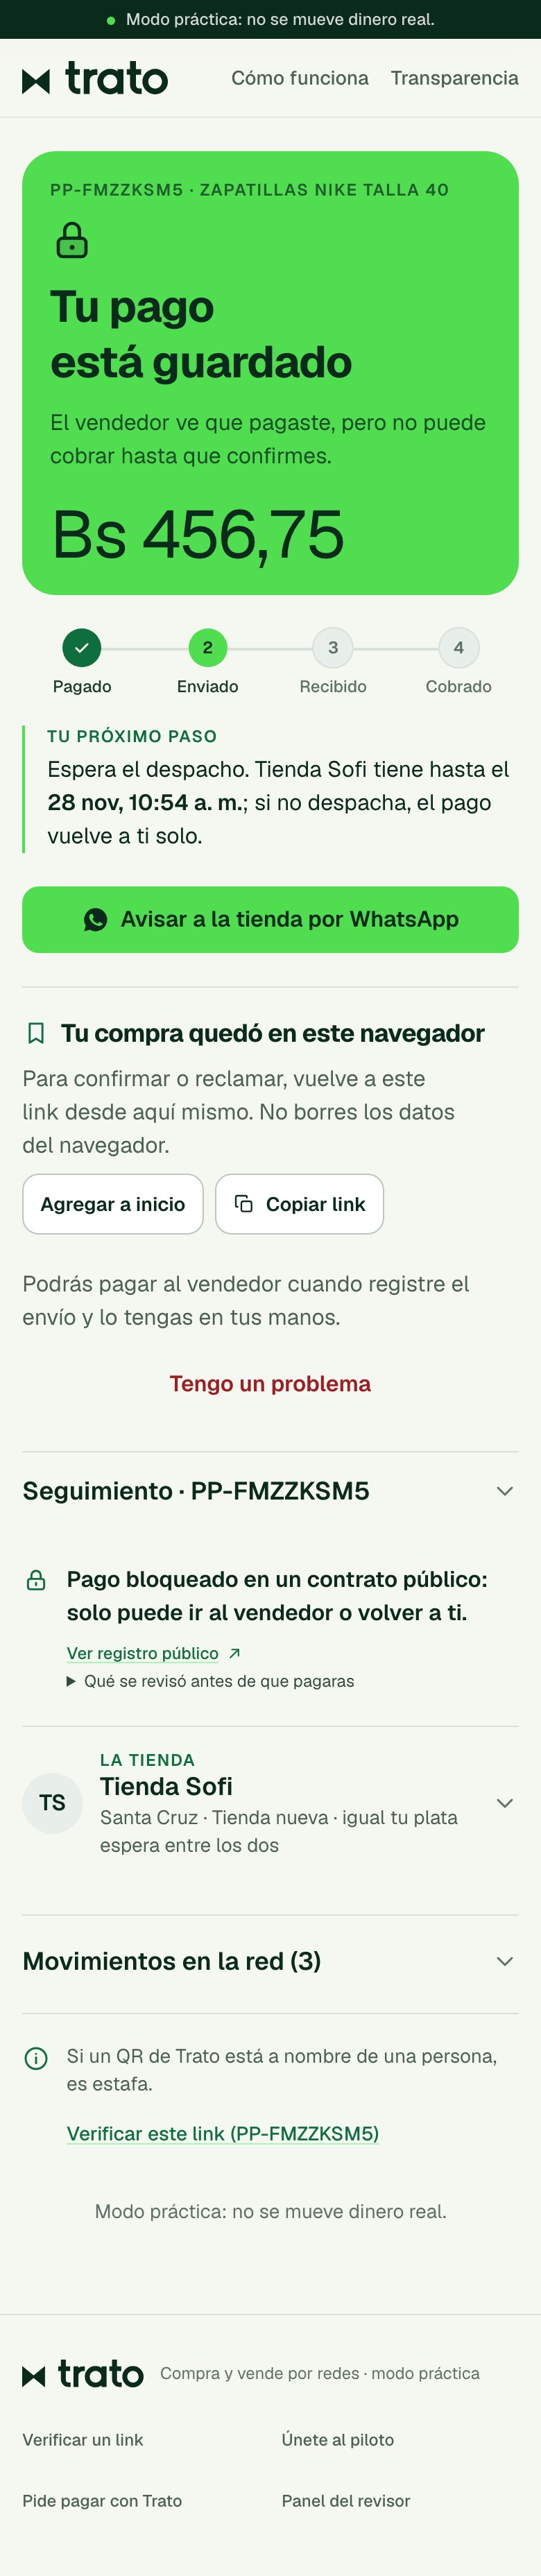 Modo práctica: no se mueve dinero real.
trato
Cómo funciona
Transparencia
PP-FMZZKSM5 · ZAPATILLAS NIKE TALLA 40
Tu pago
está guardado
El vendedor ve que pagaste, pero no puede
cobrar hasta que confirmes.
Bs 456,75
2
3
4
Pagado
Enviado
Recibido
Cobrado
TU PRÓXIMO PASO
Espera el despacho. Tienda Sofi tiene hasta el
28 nov, 10:54 a. m.; si no despacha, el pago
vuelve a ti solo.
Avisar a la tienda por WhatsApp
Tu compra quedó en este navegador
Para confirmar o reclamar, vuelve a este
link desde aquí mismo. No borres los datos
del navegador.
Agregar a inicio
Copiar link
Podrás pagar al vendedor cuando registre el
envío y lo tengas en tus manos.
Tengo un problema
Seguimiento · PP-FMZZKSM5
Pago bloqueado en un contrato público:
solo puede ir al vendedor o volver a ti.
Ver registro público ↗
Qué se revisó antes de que pagaras
LA TIENDA
TS
Tienda Sofi
Santa Cruz · Tienda nueva · igual tu plata
espera entre los dos
Movimientos en la red (3)
Si un QR de Trato está a nombre de una persona,
es estafa.
Verificar este link (PP-FMZZKSM5)
Modo práctica: no se mueve dinero real.
trato
Compra y vende por redes · modo práctica
Verificar un link
Únete al piloto
Pide pagar con Trato
Panel del revisor